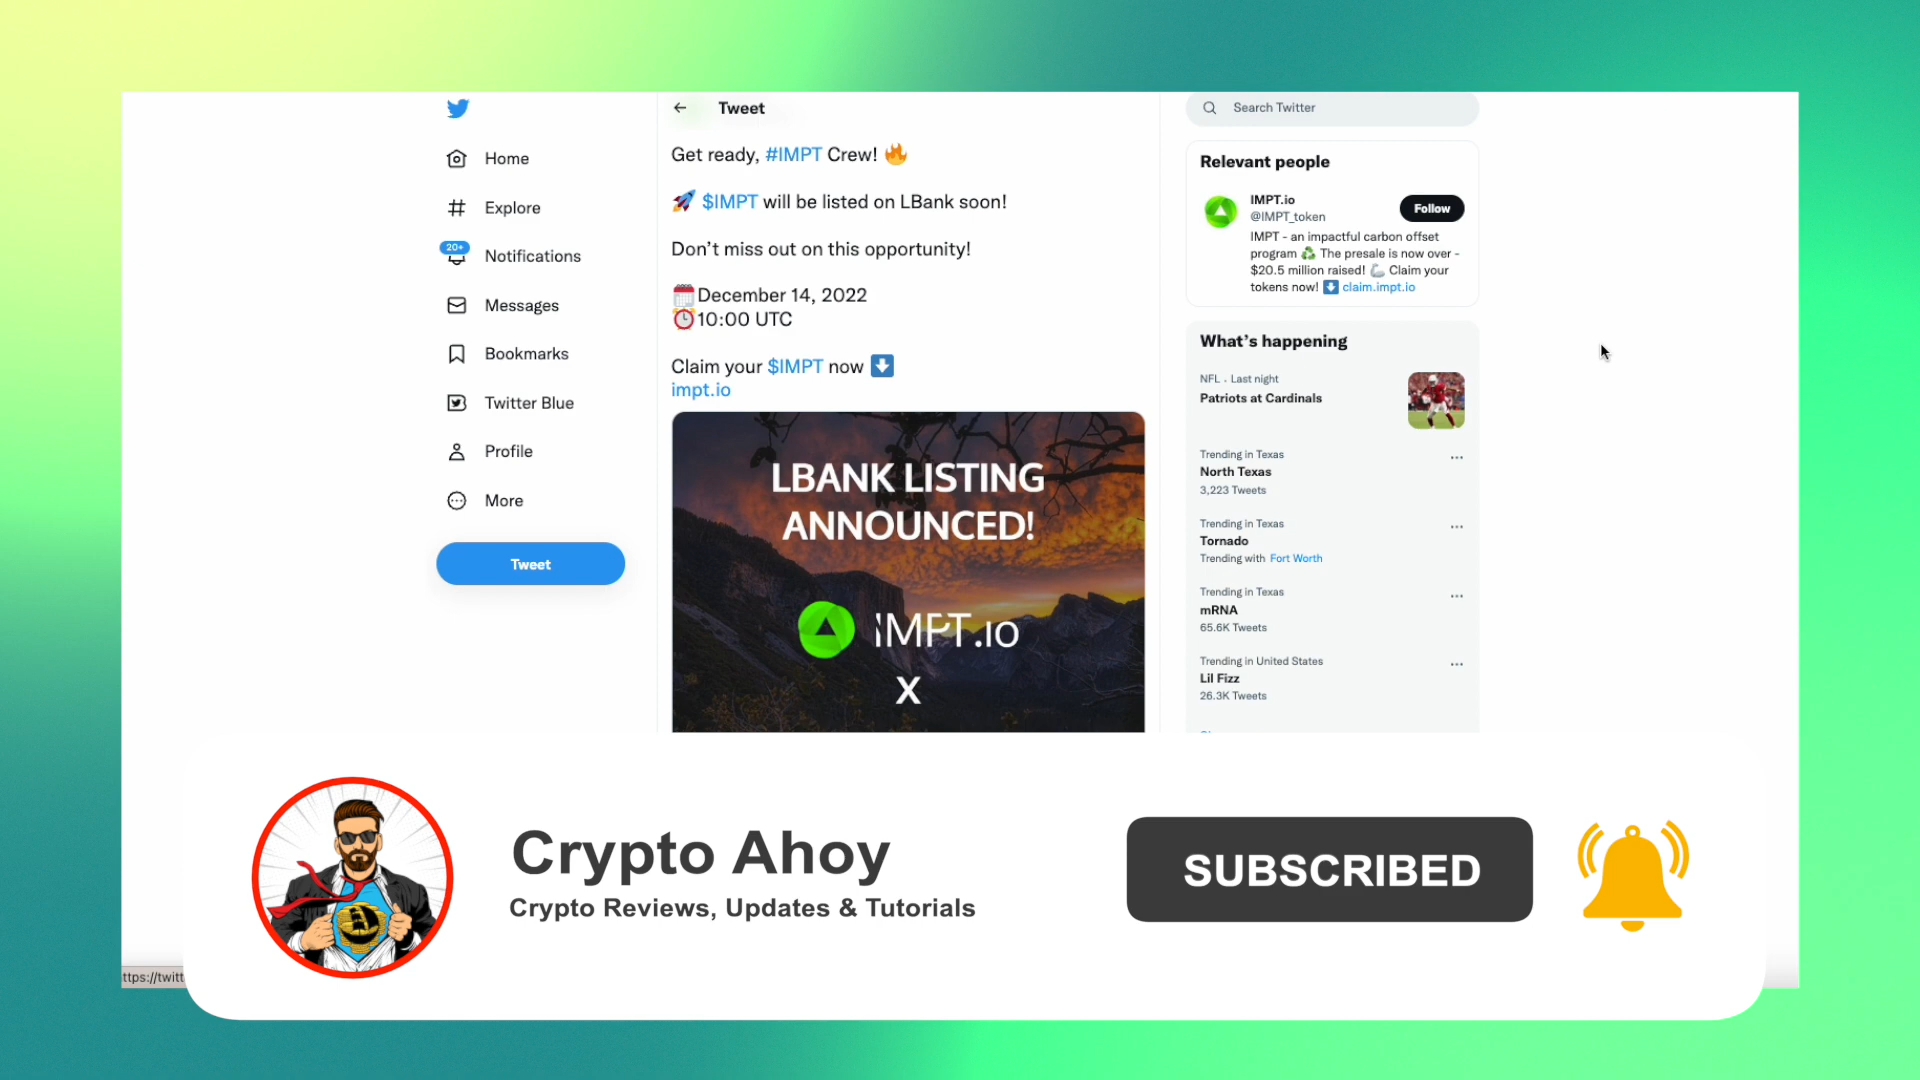 Home
Explore
20+
Notifications
Messages
Bookmarks
Twitter Blue
Profile
More
Tweet
Tweet
Get ready, #IMPT Crew! 🔥
🚀 $IMPT will be listed on LBank soon!
Don't miss out on this opportunity!
December 14, 2022
10:00 UTC
Claim your $IMPT now ⬇️
impt.io
LBANK LISTING
ANNOUNCED!
IMPT.io
X
Search Twitter
Relevant people
IMPT.io
@IMPT_token
Follow
IMPT - an impactful carbon offset
program ♻️ The presale is now over -
$20.5 million raised! 🦾 Claim your
tokens now! ⬇️ claim.impt.io
What's happening
NFL · Last night
Patriots at Cardinals
Trending in Texas
North Texas
3,223 Tweets
Trending in Texas
Tornado
Trending with Fort Worth
Trending in Texas
mRNA
65.6K Tweets
Trending in United States
Lil Fizz
26.3K Tweets
Crypto Ahoy
Crypto Reviews, Updates & Tutorials
SUBSCRIBED
ttps://twitt